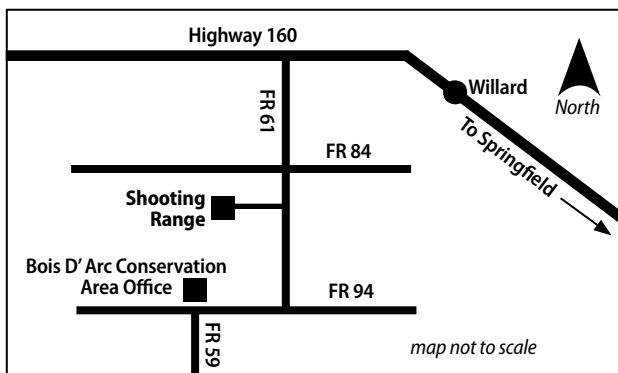 Highway 160
Willard
North
FR 61
To Springfield
FR 84
Shooting
Range
Bois D' Arc Conservation
Area Office
FR 94
FR 59
map not to scale